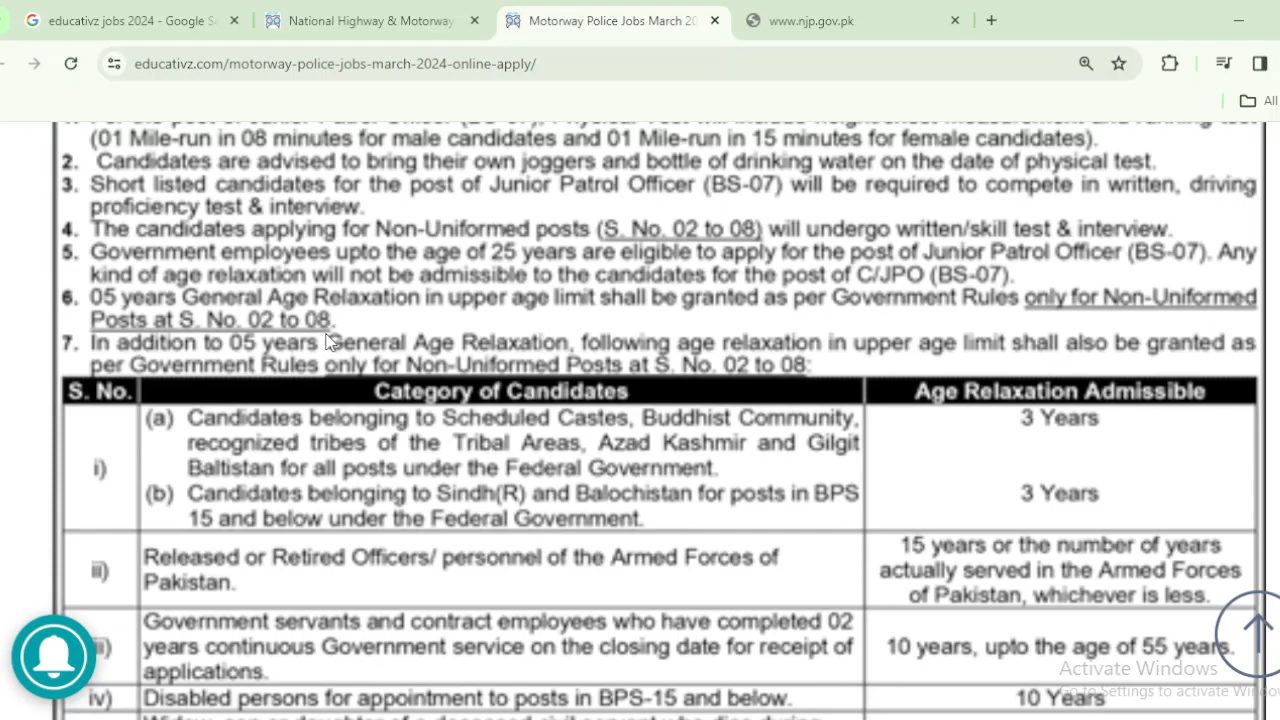 educativz jobs 2024 - Google S
National Highway & Motorway
Motorway Police Jobs March 20
www.njp.gov.pk
educativz.com/motorway-police-jobs-march-2024-online-apply/
All
(01 Mile-run in 08 minutes for male candidates and 01 Mile-run in 15 minutes for female candidates).
2. Candidates are advised to bring their own joggers and bottle of drinking water on the date of physical test.
3. Short listed candidates for the post of Junior Patrol Officer (BS-07) will be required to compete in written, driving
proficiency test & interview.
4. The candidates applying for Non-Uniformed posts (S. No. 02 to 08) will undergo written/skill test & interview.
5. Government employees upto the age of 25 years are eligible to apply for the post of Junior Patrol Officer (BS-07). Any
kind of age relaxation will not be admissible to the candidates for the post of C/JPO (BS-07).
6. 05 years General Age Relaxation in upper age limit shall be granted as per Government Rules only for Non-Uniformed
Posts at S. No. 02 to 08.
7. In addition to 05 years General Age Relaxation, following age relaxation in upper age limit shall also be granted as
per Government Rules only for Non-Uniformed Posts at S. No. 02 to 08:
S. No. Category of Candidates Age Relaxation Admissible
(a) Candidates belonging to Scheduled Castes, Buddhist Community, 3 Years
recognized tribes of the Tribal Areas, Azad Kashmir and Gilgit
i) Baltistan for all posts under the Federal Government.
(b) Candidates belonging to Sindh(R) and Balochistan for posts in BPS 3 Years
15 and below under the Federal Government.
ii) Released or Retired Officers/ personnel of the Armed Forces of
Pakistan.
15 years or the number of years
actually served in the Armed Forces
of Pakistan, whichever is less.
Government servants and contract employees who have completed 02
years continuous Government service on the closing date for receipt of
applications.
10 years, upto the age of 55 years.
iv) Disabled persons for appointment to posts in BPS-15 and below. 10 Years
Activate Windows
Go to Settings to activate Windo